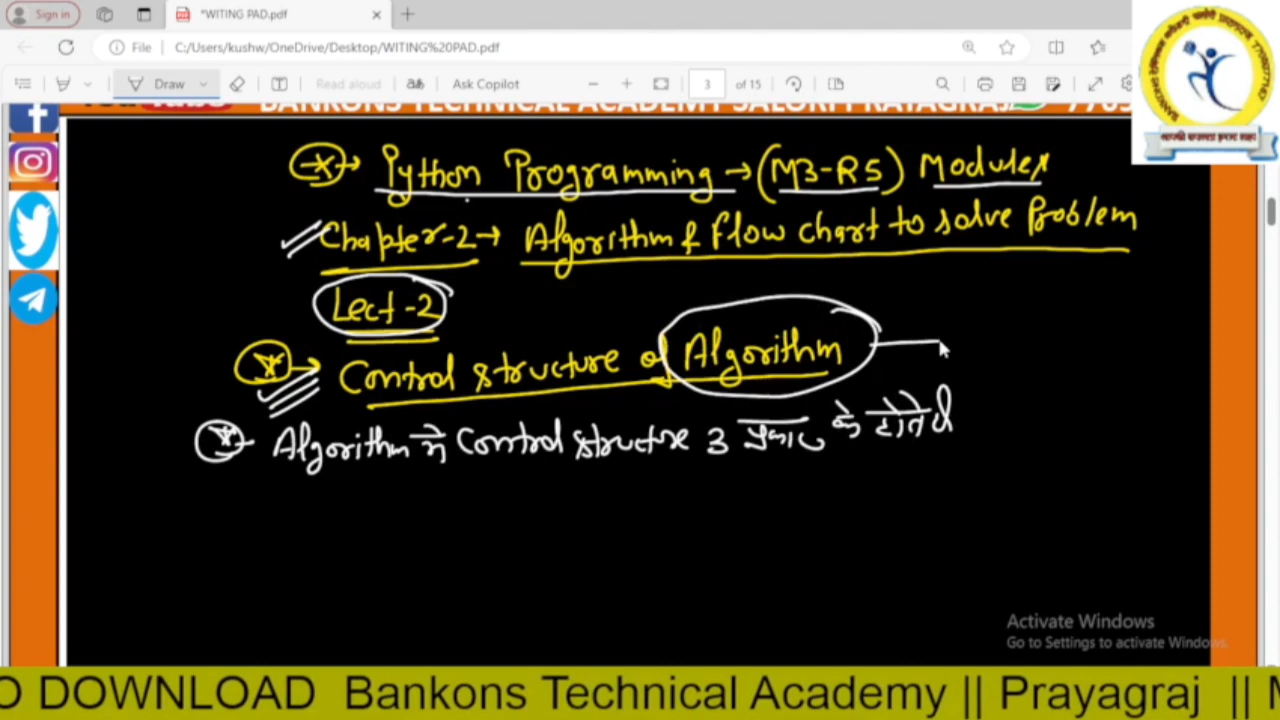 Sign in
*WITING PAD.pdf
File C:/Users/kushw/OneDrive/Desktop/WITING%20PAD.pdf
Draw Read aloud Ask Copilot 3 of 15
BANKONS TECHNICAL ACADEMY SALORI PRAYAGRAJ
Python Programming → (M3-R5) Module
Chapter-2 → Algorithm & Flow chart to solve Problem
Lect-2
Control structure of Algorithm
Algorithm में Control structure 3 प्रकार के होते हैं
Activate Windows
Go to Settings to activate Windows.
O DOWNLOAD Bankons Technical Academy || Prayagraj ||